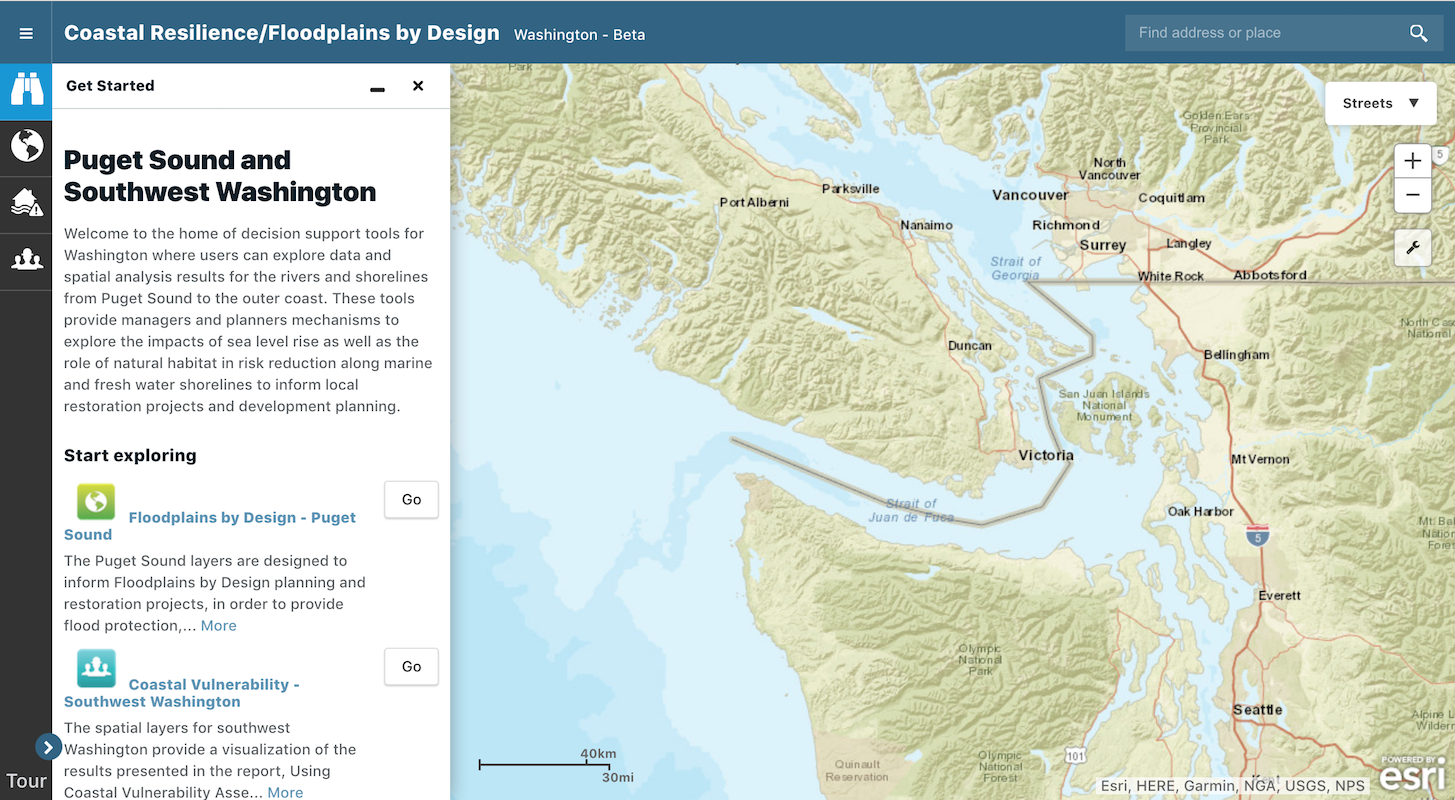 Coastal Resilience/Floodplains by Design Washington - Beta
Find address or place
Get Started
Puget Sound and
Southwest Washington
Welcome to the home of decision support tools for
Washington where users can explore data and
spatial analysis results for the rivers and shorelines
from Puget Sound to the outer coast. These tools
provide managers and planners mechanisms to
explore the impacts of sea level rise as well as the
role of natural habitat in risk reduction along marine
and fresh water shorelines to inform local
restoration projects and development planning.
Start exploring
Floodplains by Design - Puget
Sound
Go
The Puget Sound layers are designed to
inform Floodplains by Design planning and
restoration projects, in order to provide
flood protection,... More
Coastal Vulnerability -
Southwest Washington
Go
The spatial layers for southwest
Washington provide a visualization of the
results presented in the report, Using
Coastal Vulnerability Asse... More
Tour
Park
Streets
Golden Ears
Provincial
Park
5
North
Vancouver
Parksville
Port Alberni
Vancouver
Coquitlam
Nanaimo
Richmond
Surrey
Langley
Strait of
Georgia
White Rock
Abbotsford
National
Duncan
Bellingham
San Juan Islands
National
Monument
Victoria
Mt Vernon
Strait of
Juan de Fuca
Oak Harbor
5
Everett
Olympic
National
Park
Seattle
40km
30mi
Quinault
Reservation
Olympic
National
Forest
101
Esri, HERE, Garmin, NGA, USGS, NPS
POWERED BY
esri